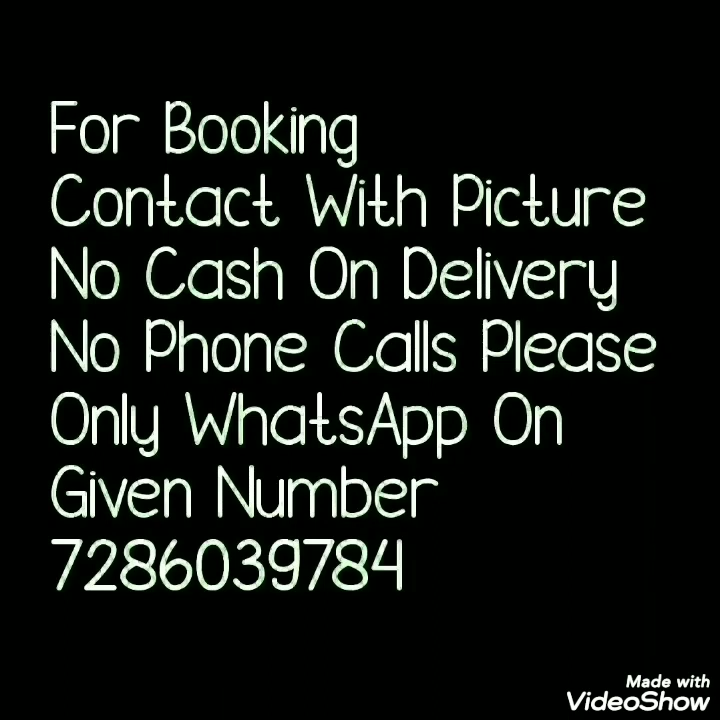 For Booking
Contact With Picture
No Cash On Delivery
No Phone Calls Please
Only WhatsApp On
Given Number
7286039784
Made with
VideoShow